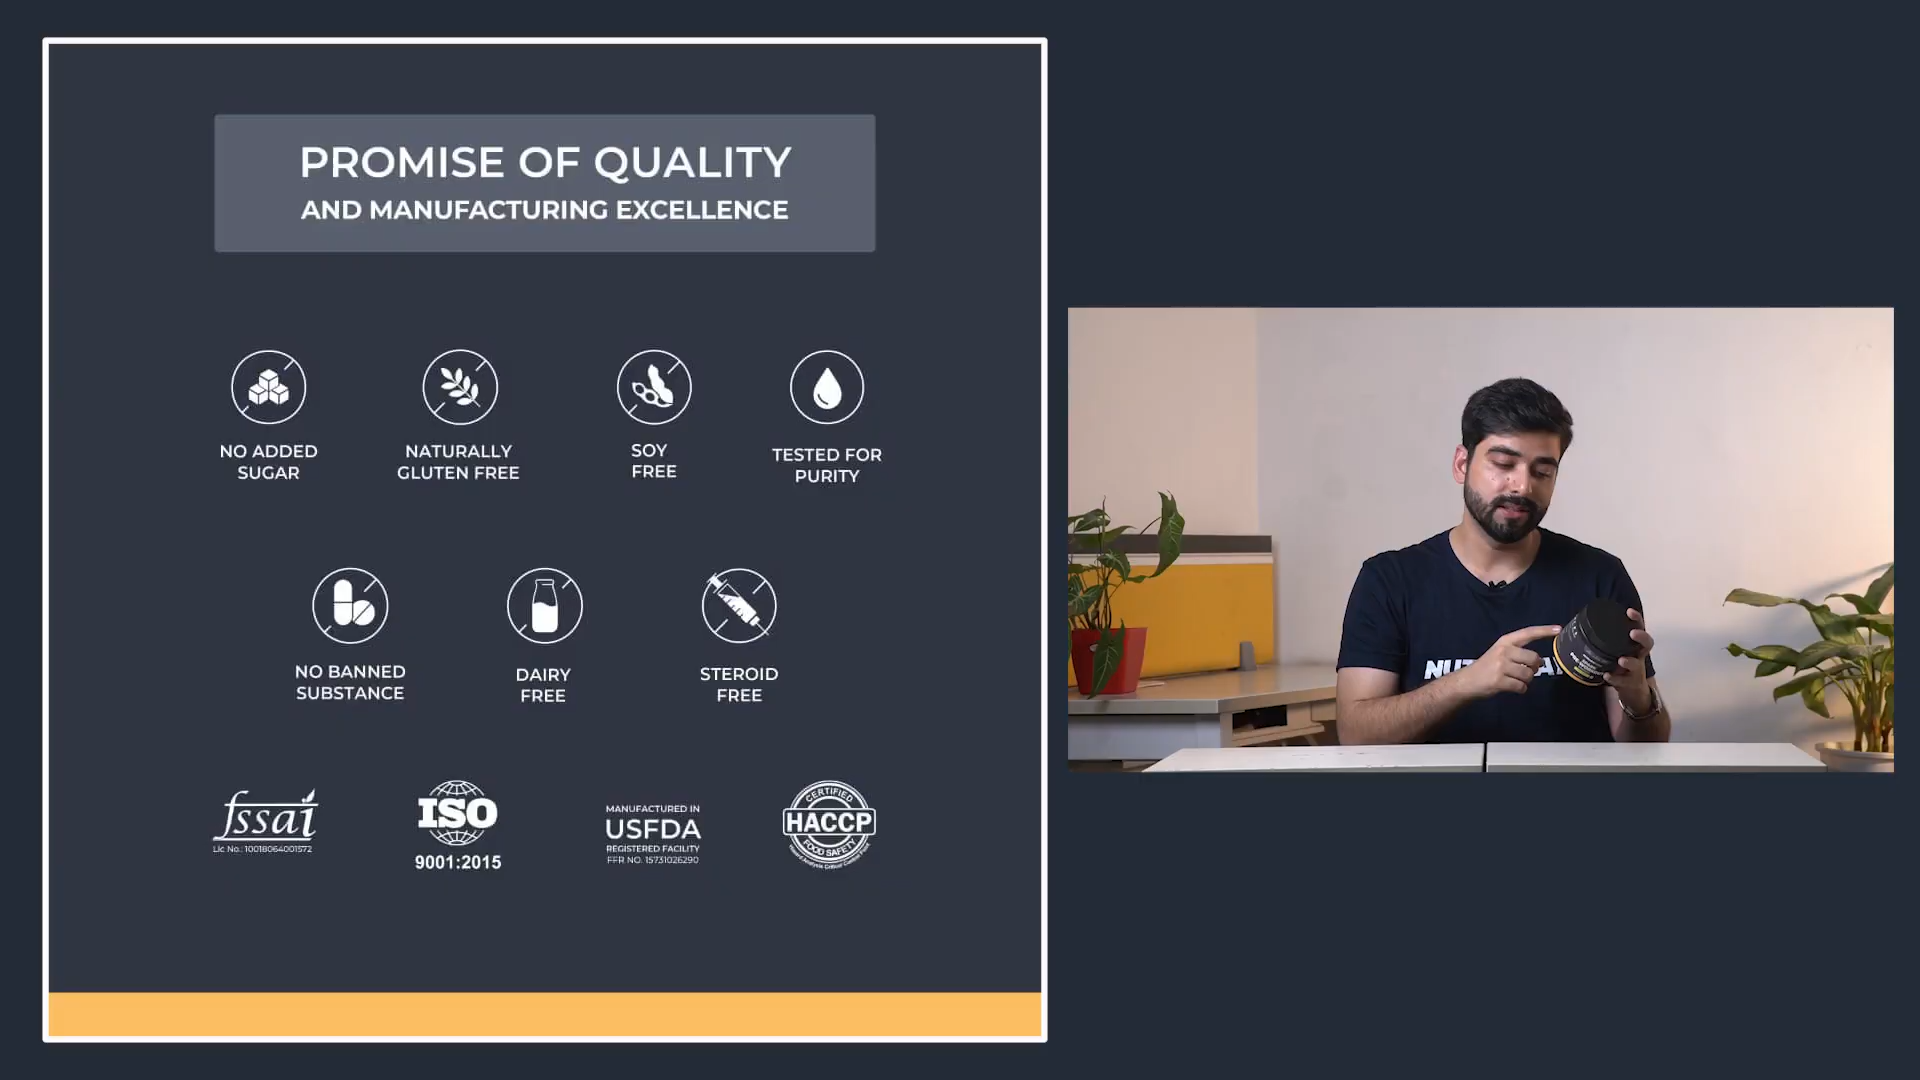 PROMISE OF QUALITY
AND MANUFACTURING EXCELLENCE
NO ADDED
SUGAR
NATURALLY
GLUTEN FREE
SOY
FREE
TESTED FOR
PURITY
NO BANNED
SUBSTANCE
DAIRY
FREE
STEROID
FREE
fssai
Lic No.: 10018064001572
ISO
9001:2015
MANUFACTURED IN
USFDA
REGISTERED FACILITY
FFR NO. 15731026290
CERTIFIED
HACCP
FOOD SAFETY